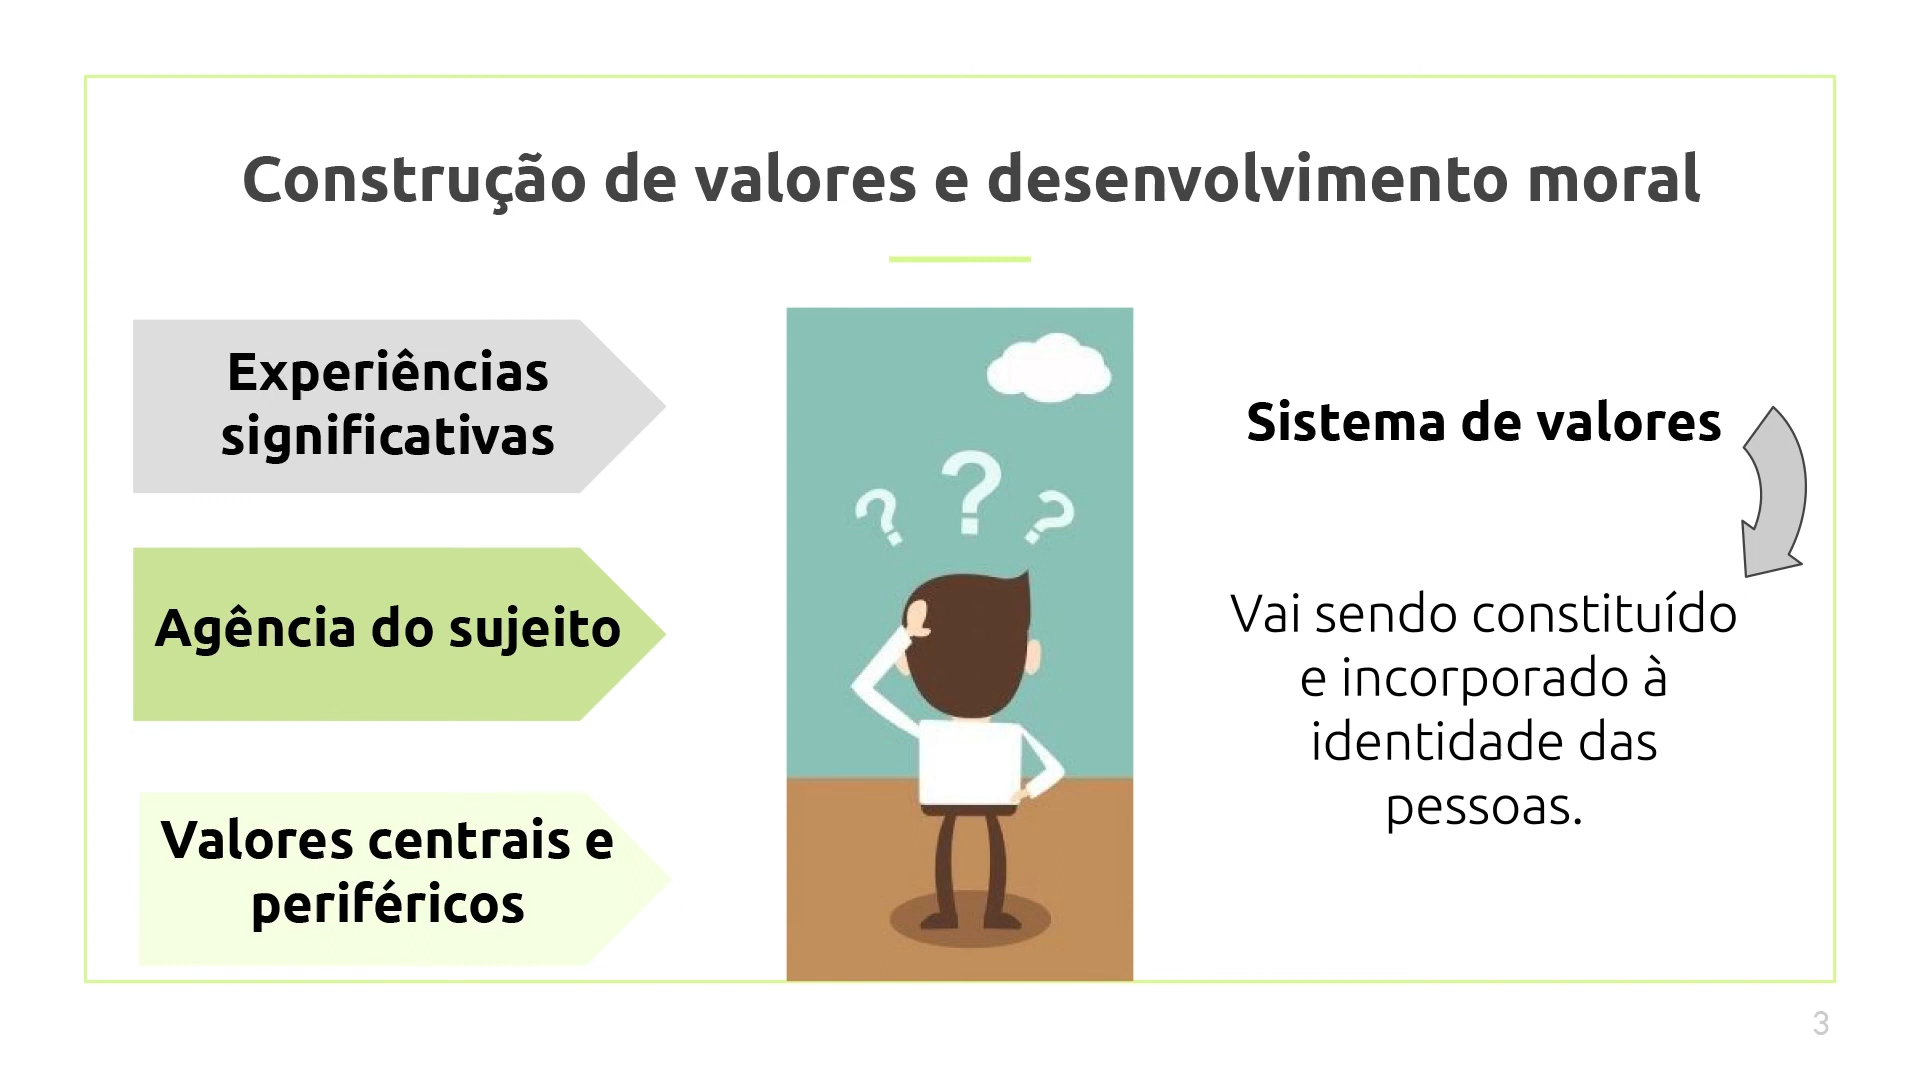 Construção de valores e desenvolvimento moral
Experiências
significativas
Agência do sujeito
Valores centrais e
periféricos
? ? ?
Sistema de valores
Vai sendo constituído
e incorporado à
identidade das
pessoas.
3